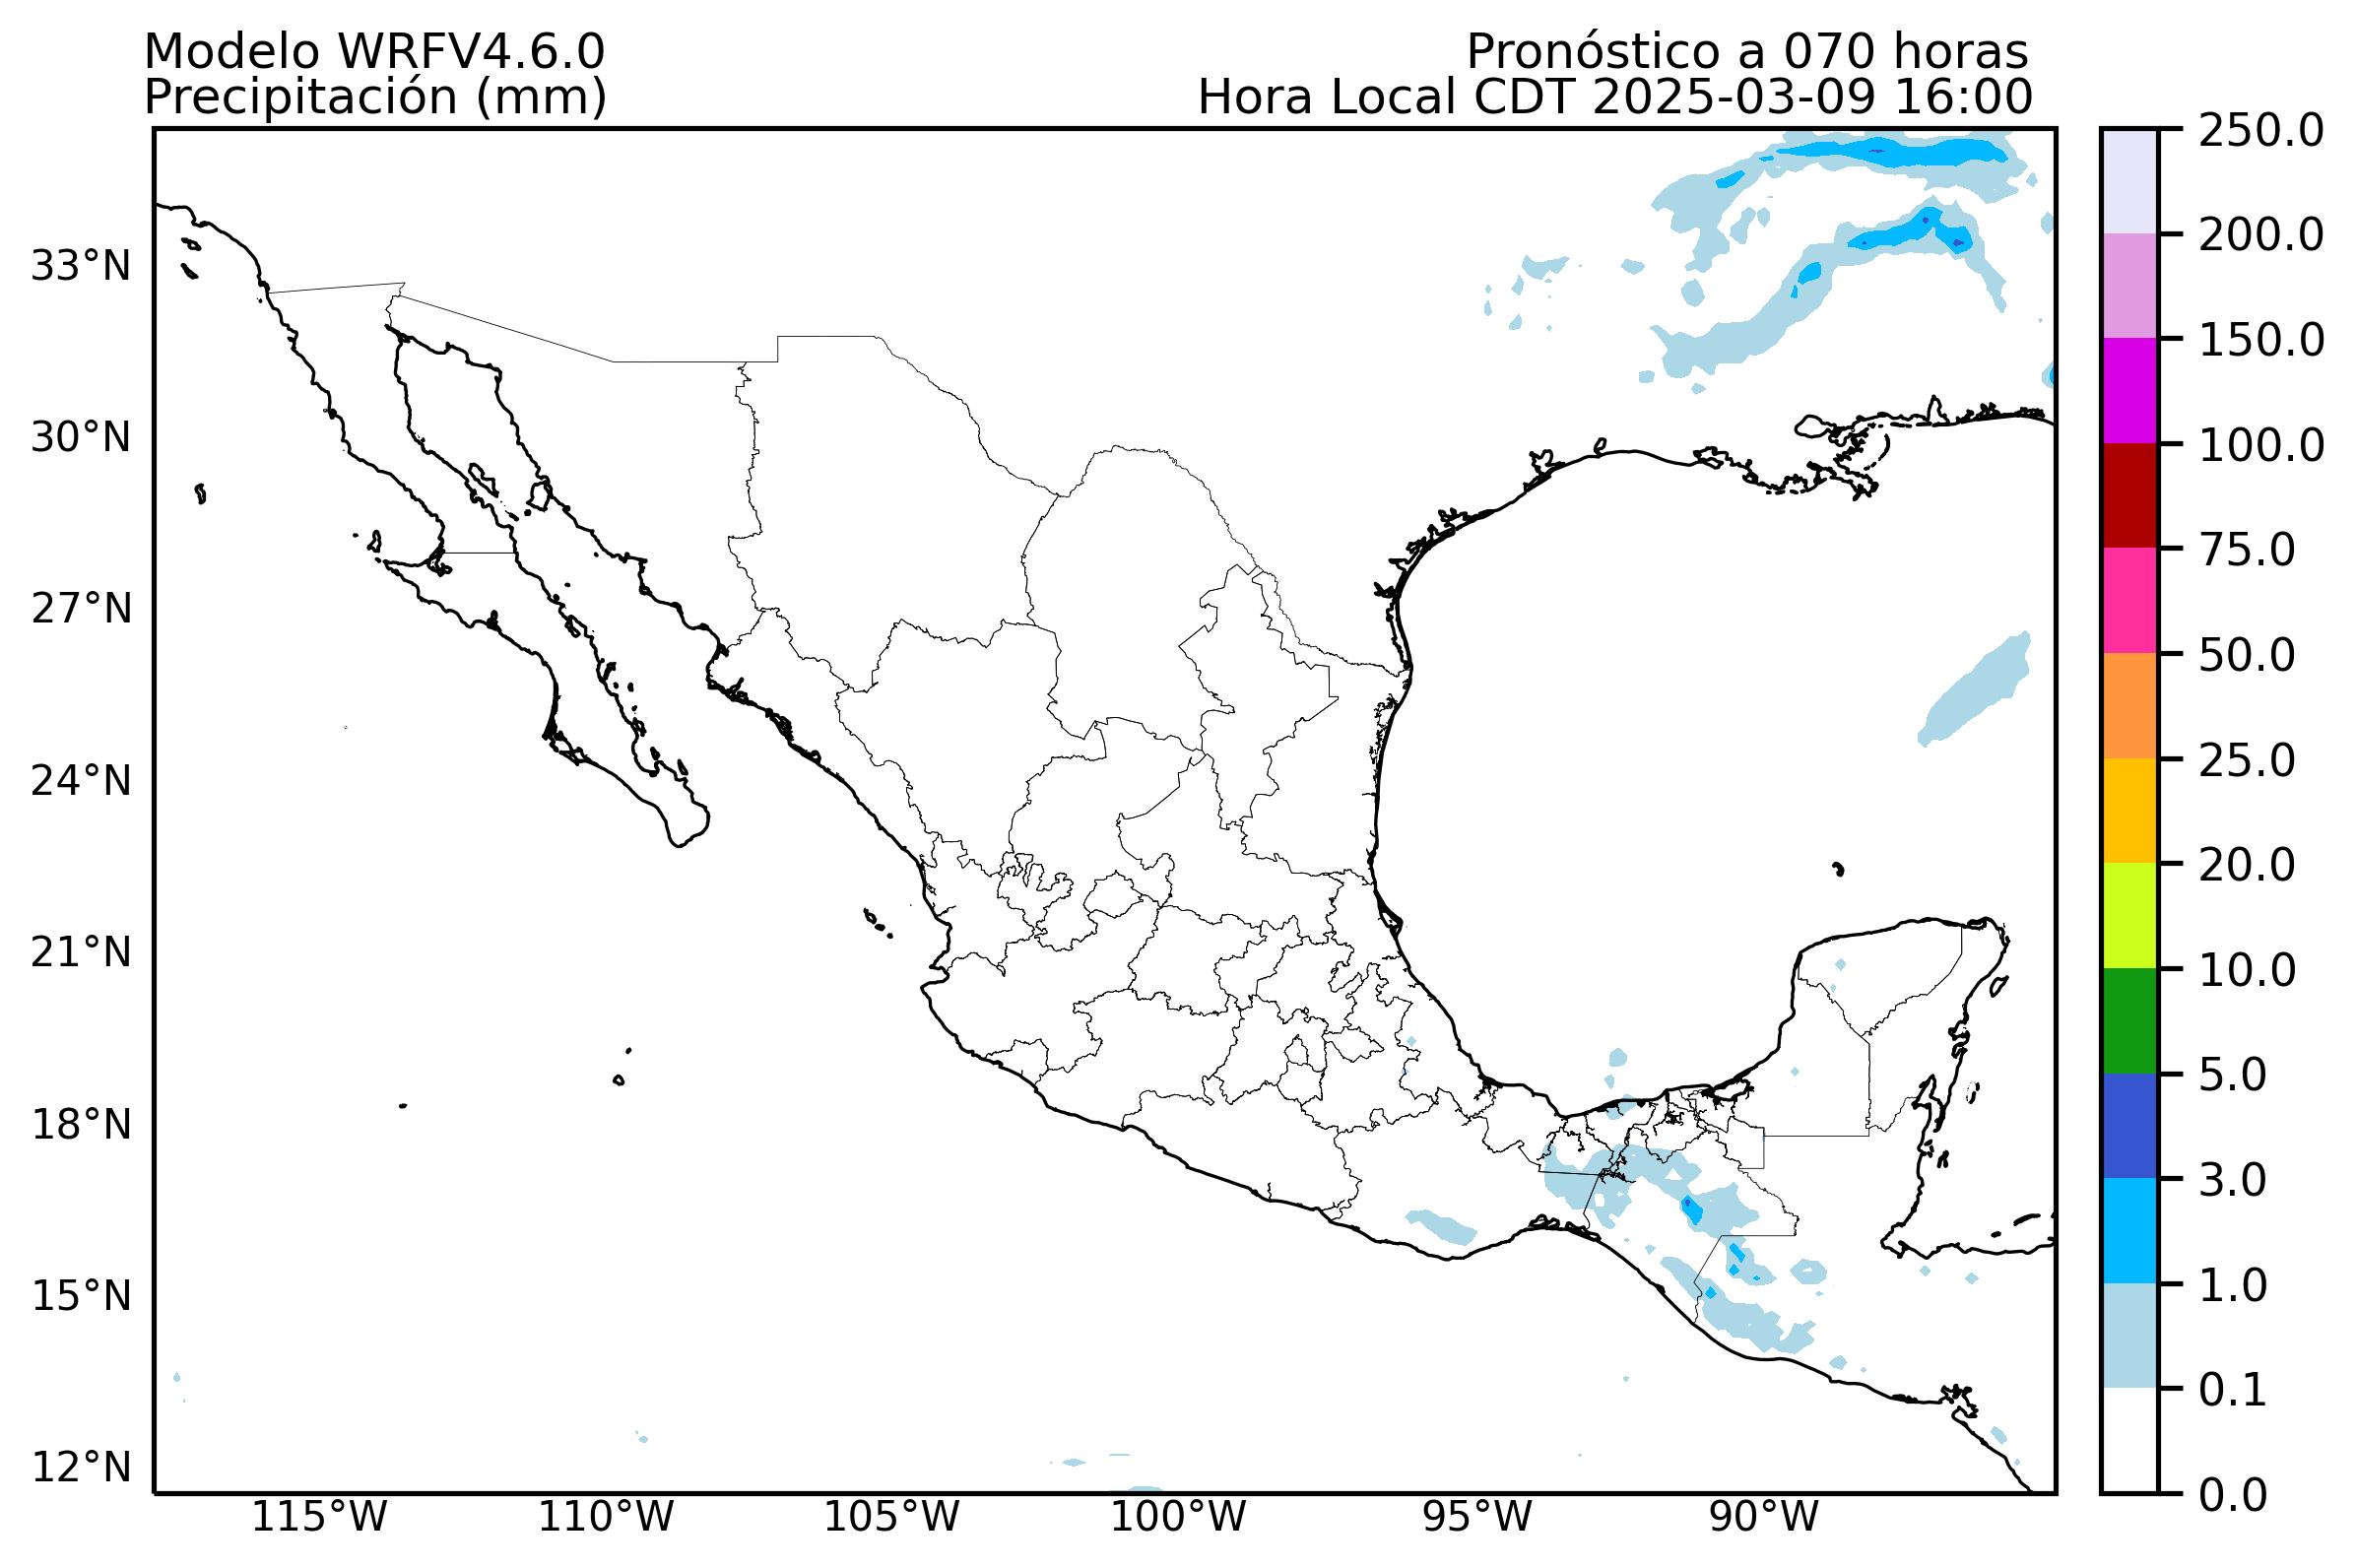 Modelo WRFV4.6.0
Pronóstico a 070 horas
Precipitación (mm)
Hora Local CDT 2025-03-09 16:00
33°N
30°N
27°N
24°N
21°N
18°N
15°N
12°N
115°W
110°W
105°W
100°W
95°W
90°W
250.0
200.0
150.0
100.0
75.0
50.0
25.0
20.0
10.0
5.0
3.0
1.0
0.1
0.0